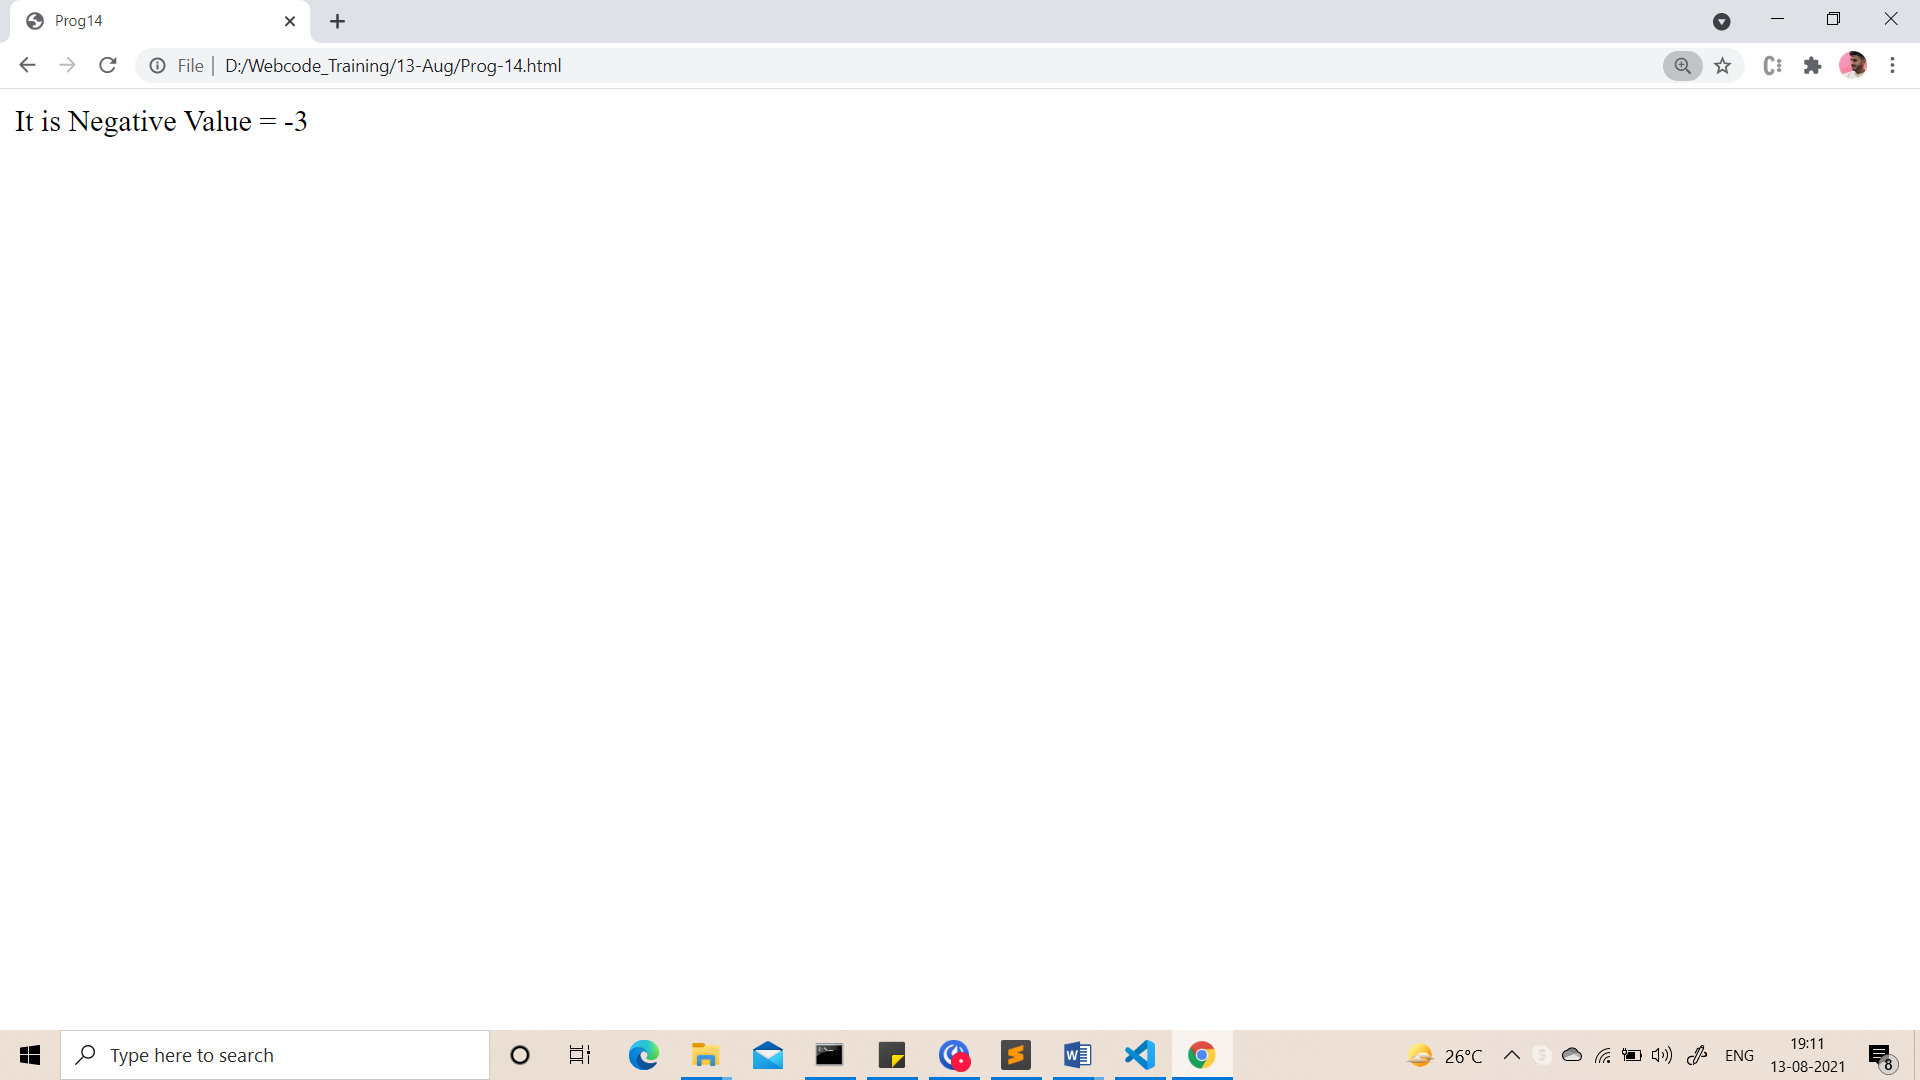 Prog14
File
D:/Webcode_Training/13-Aug/Prog-14.html
It is Negative Value = -3
Type here to search
26°C
ENG
19:11
13-08-2021
8